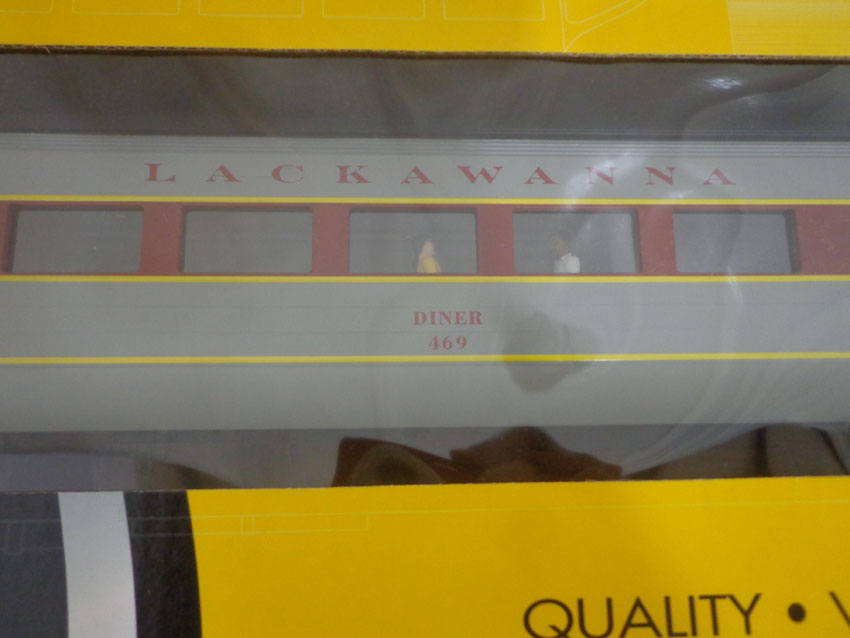 LACKAWANNA
DINER
469
QUALITY •